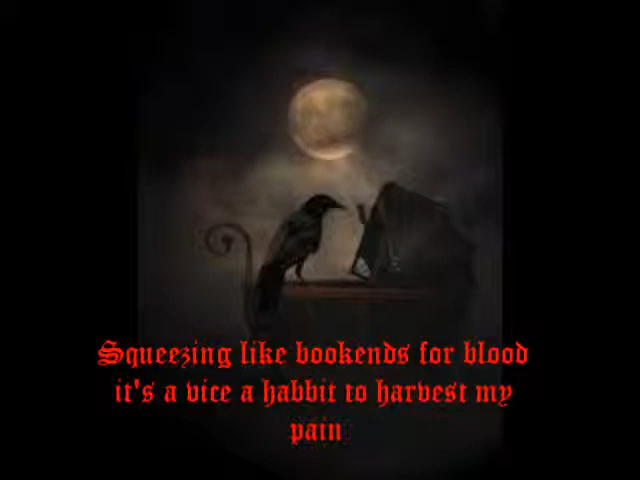 Squeezing like bookends for blood
it's a vice a habbit to harvest my
pain